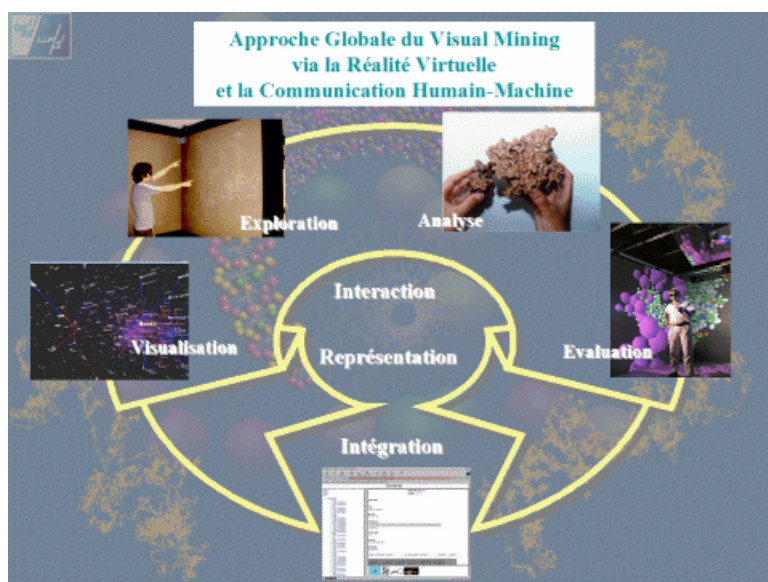 Approche Globale du Visual Mining
via la Réalité Virtuelle
et la Communication Humain-Machine
Exploration
Analyse
Interaction
Visualisation
Représentation
Evaluation
Intégration